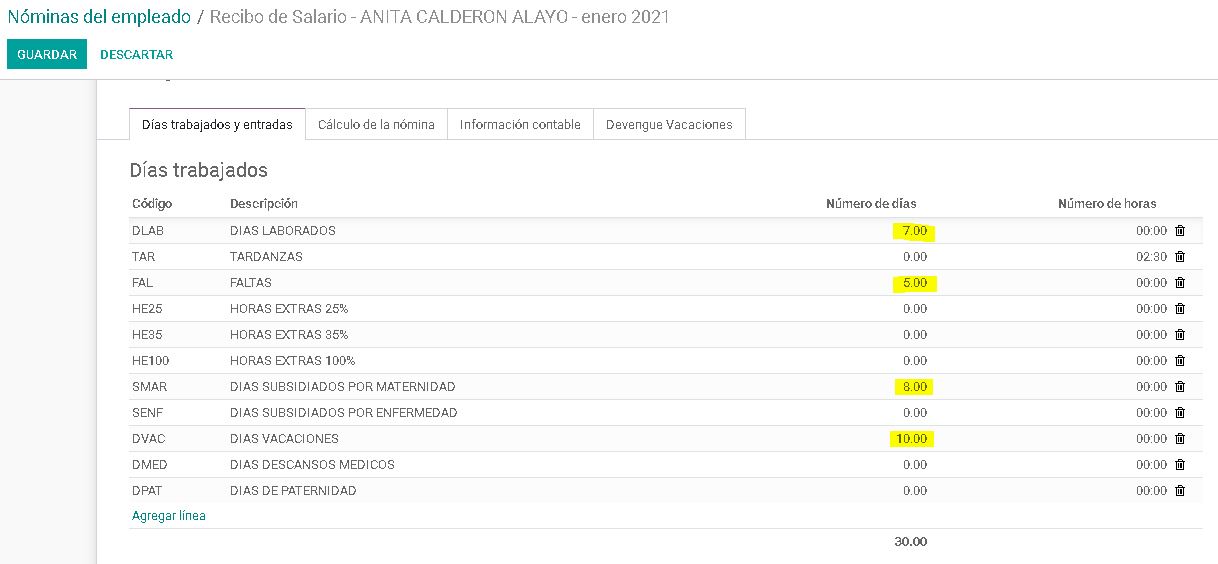 Nóminas del empleado / Recibo de Salario - ANITA CALDERON ALAYO - enero 2021
GUARDAR DESCARTAR
Días trabajados y entradas Cálculo de la nómina Información contable Devengue Vacaciones
Días trabajados
Código Descripción Número de días Número de horas
DLAB DIAS LABORADOS 7.00 00:00
TAR TARDANZAS 0.00 02:30
FAL FALTAS 5.00 00:00
HE25 HORAS EXTRAS 25% 0.00 00:00
HE35 HORAS EXTRAS 35% 0.00 00:00
HE100 HORAS EXTRAS 100% 0.00 00:00
SMAR DIAS SUBSIDIADOS POR MATERNIDAD 8.00 00:00
SENF DIAS SUBSIDIADOS POR ENFERMEDAD 0.00 00:00
DVAC DIAS VACACIONES 10.00 00:00
DMED DIAS DESCANSOS MEDICOS 0.00 00:00
DPAT DIAS DE PATERNIDAD 0.00 00:00
Agregar línea
30.00